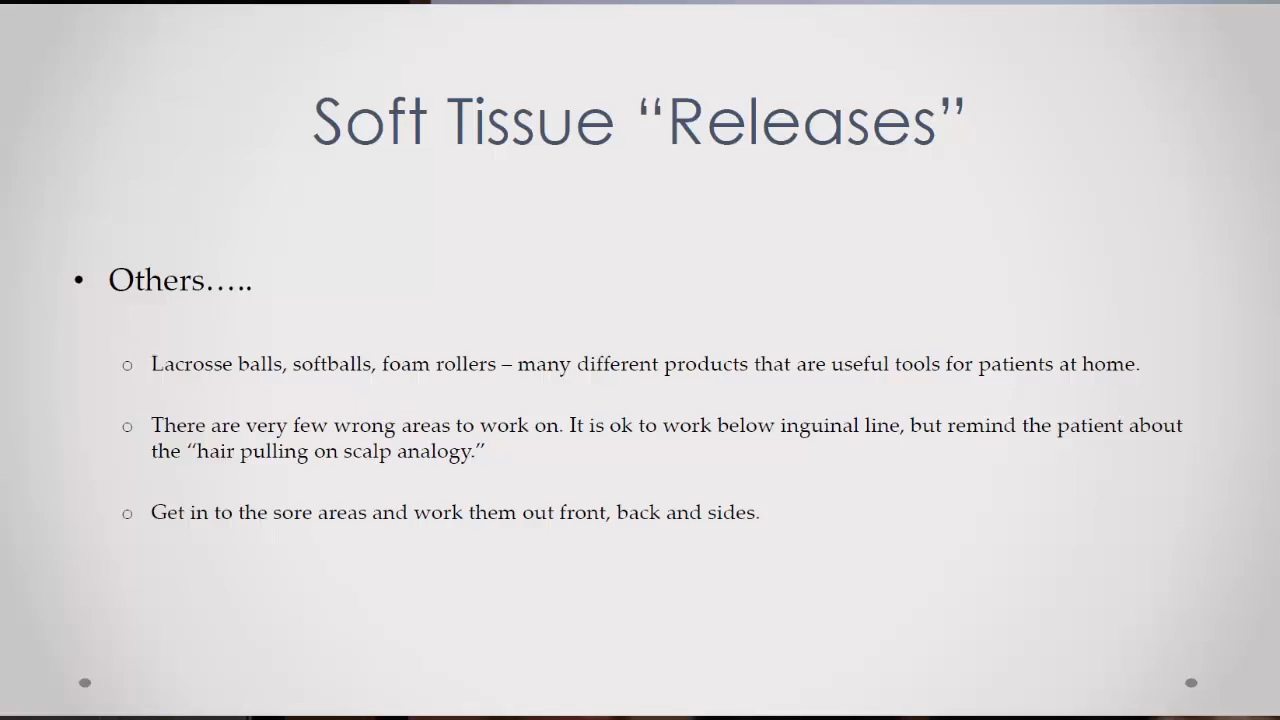 Soft Tissue “Releases”
• Others…..
○ Lacrosse balls, softballs, foam rollers – many different products that are useful tools for patients at home.
○ There are very few wrong areas to work on. It is ok to work below inguinal line, but remind the patient about
the “hair pulling on scalp analogy.”
○ Get in to the sore areas and work them out front, back and sides.